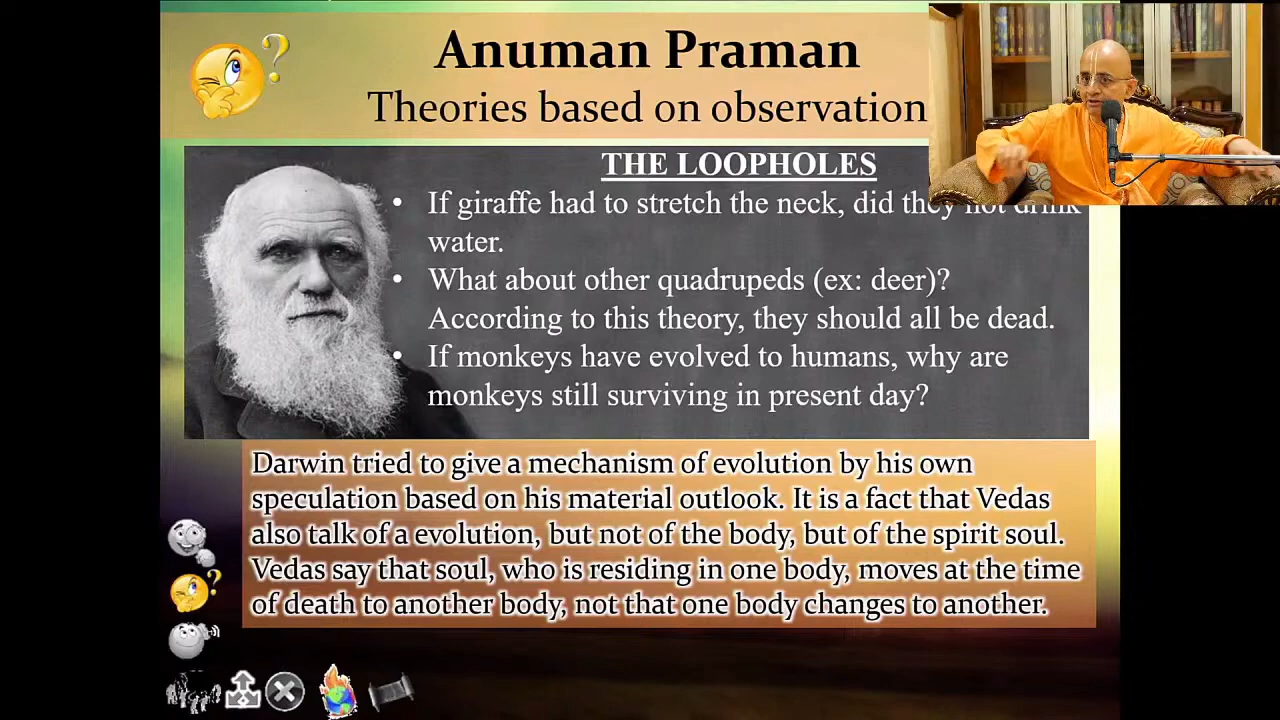 Anuman Praman
Theories based on observation
THE LOOPHOLES
• If giraffe had to stretch the neck, did they not drink
water.
• What about other quadrupeds (ex: deer)?
According to this theory, they should all be dead.
• If monkeys have evolved to humans, why are
monkeys still surviving in present day?
Darwin tried to give a mechanism of evolution by his own
speculation based on his material outlook. It is a fact that Vedas
also talk of a evolution, but not of the body, but of the spirit soul.
Vedas say that soul, who is residing in one body, moves at the time
of death to another body, not that one body changes to another.